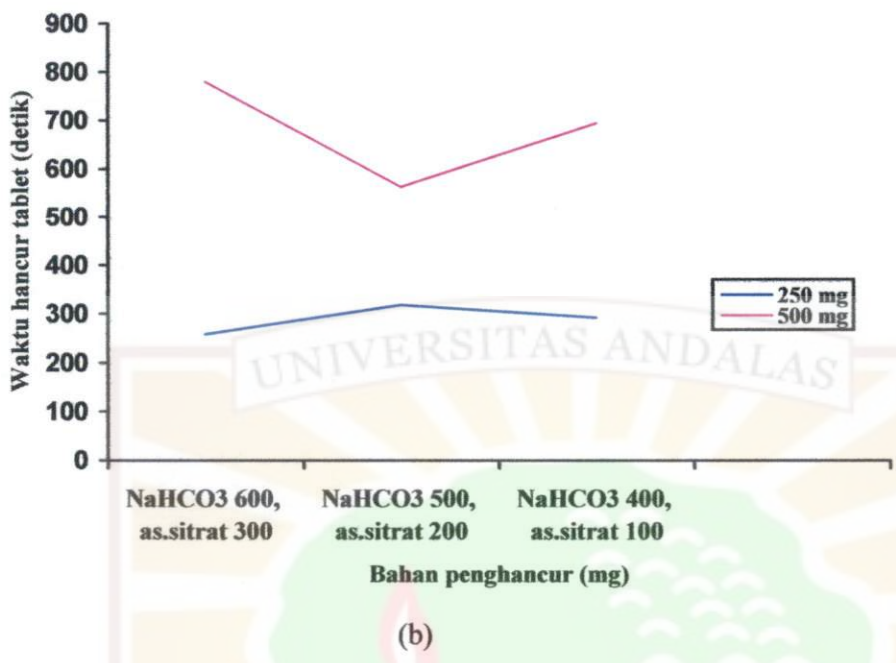 900
800
700
600
500
400
300
200
100
0
Waktu hancur tablet (detik)
250 mg
500 mg
UNIVERSITAS ANDALAS
NaHCO3 600,
as.sitrat 300
NaHCO3 500,
as.sitrat 200
NaHCO3 400,
as.sitrat 100
Bahan penghancur (mg)
(b)